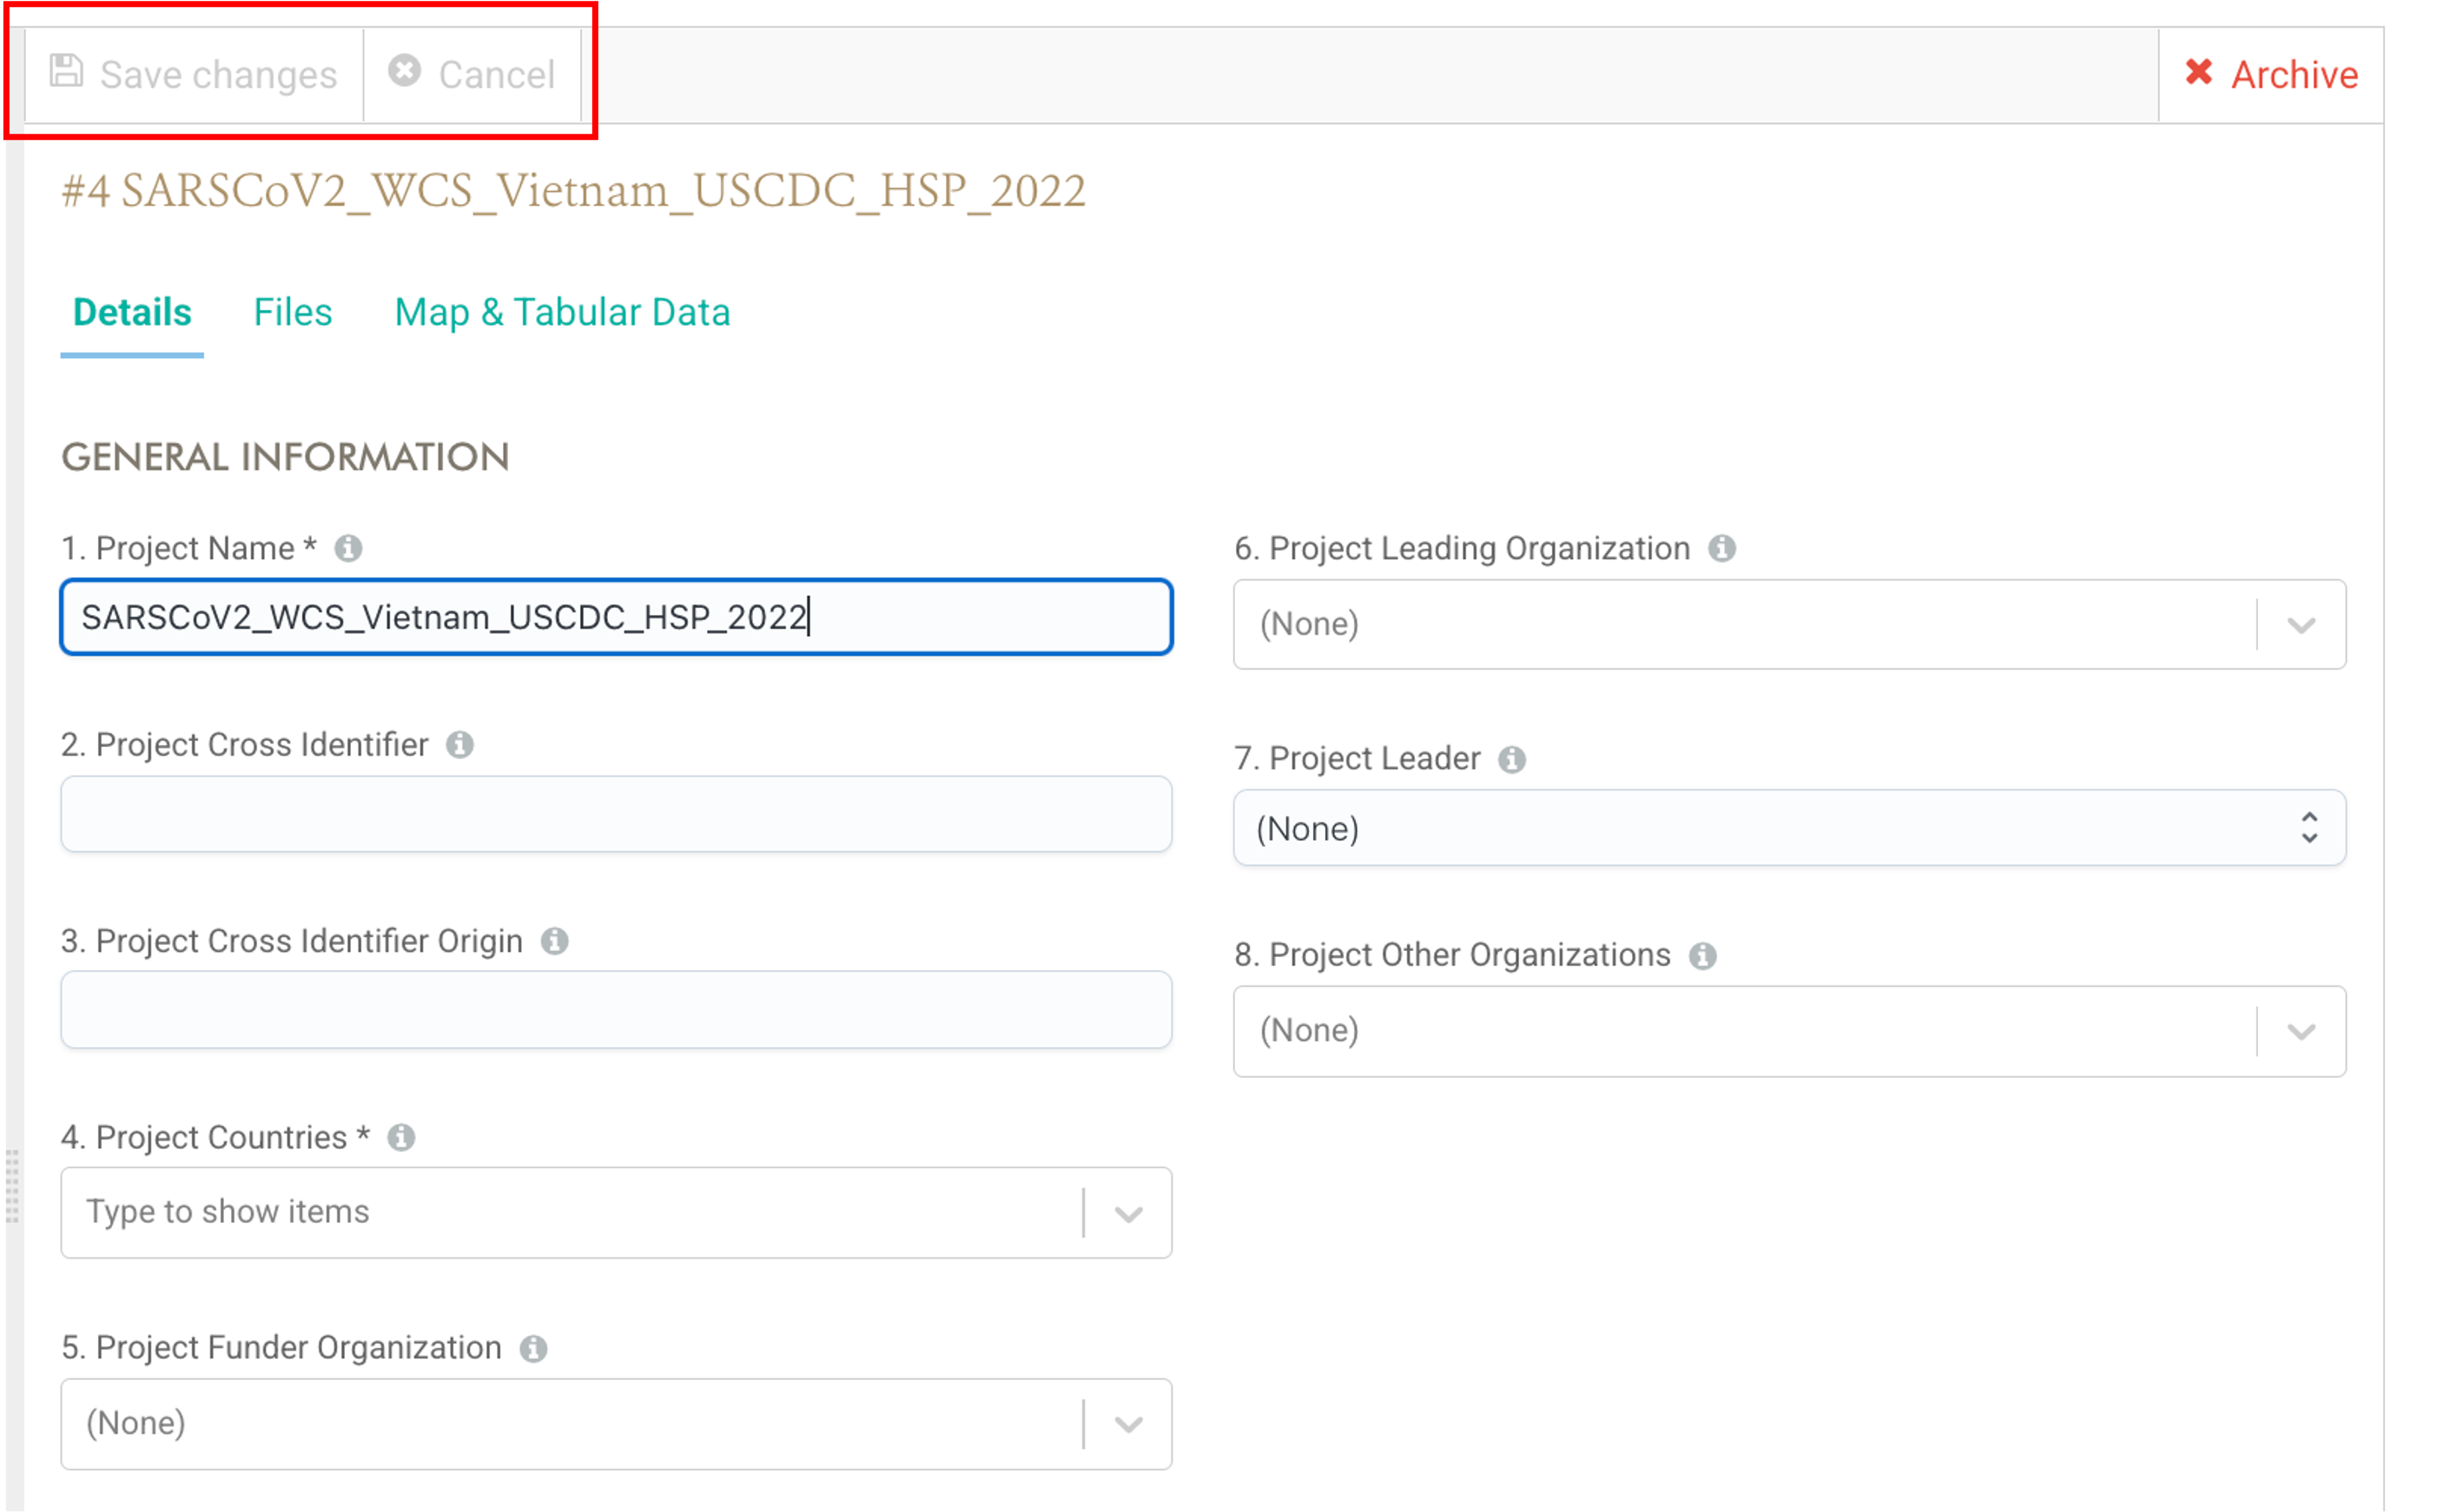 Save changes Cancel Archive
#4 SARSCoV2_WCS_Vietnam_USCDC_HSP_2022
Details Files Map & Tabular Data
GENERAL INFORMATION
1. Project Name *
SARSCoV2_WCS_Vietnam_USCDC_HSP_2022
2. Project Cross Identifier
3. Project Cross Identifier Origin
4. Project Countries *
Type to show items
5. Project Funder Organization
(None)
6. Project Leading Organization
(None)
7. Project Leader
(None)
8. Project Other Organizations
(None)